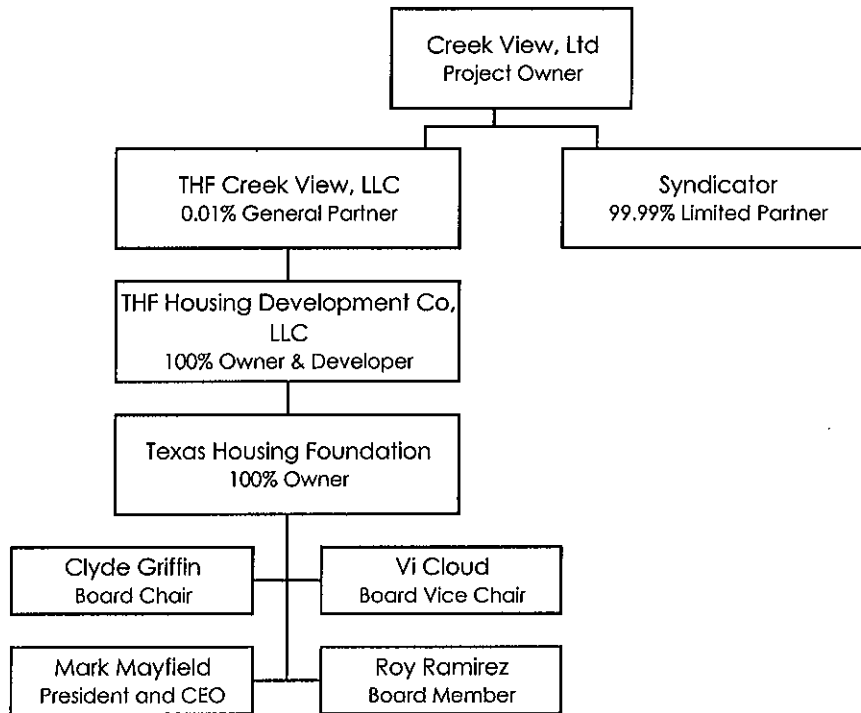 Creek View, Ltd
Project Owner
THF Creek View, LLC
0.01% General Partner
Syndicator
99.99% Limited Partner
THF Housing Development Co,
LLC
100% Owner & Developer
Texas Housing Foundation
100% Owner
Clyde Griffin
Board Chair
Vi Cloud
Board Vice Chair
Mark Mayfield
President and CEO
Roy Ramirez
Board Member